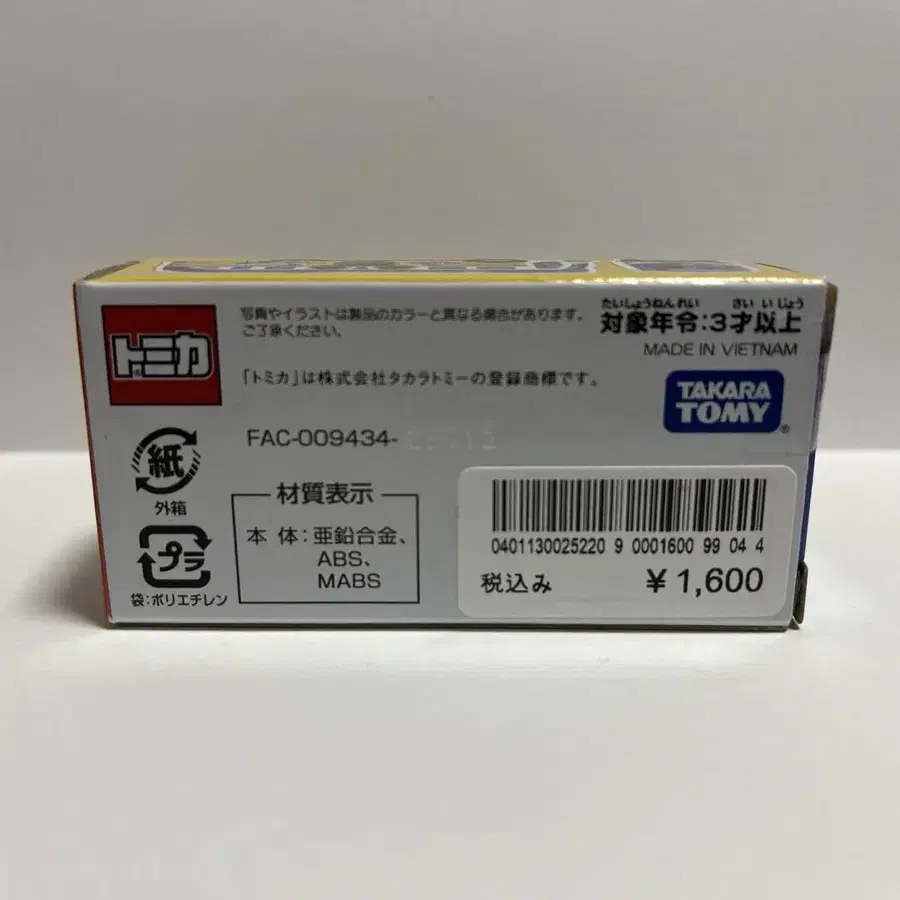 トミカ
写真やイラストは製品のカラーと異なる場合があります。
ご了承ください。
「トミカ」は株式会社タカラトミーの登録商標です。
たいしょうねんれい さいいじょう
対象年令:3才以上
MADE IN VIETNAM
TAKARA
TOMY®
FAC-009434-
紙
外箱
プラ
袋:ポリエチレン
材質表示
本 体:亜鉛合金、
ABS、
MABS
0401130025220 9 0001600 99 04 4
税込み ¥1,600